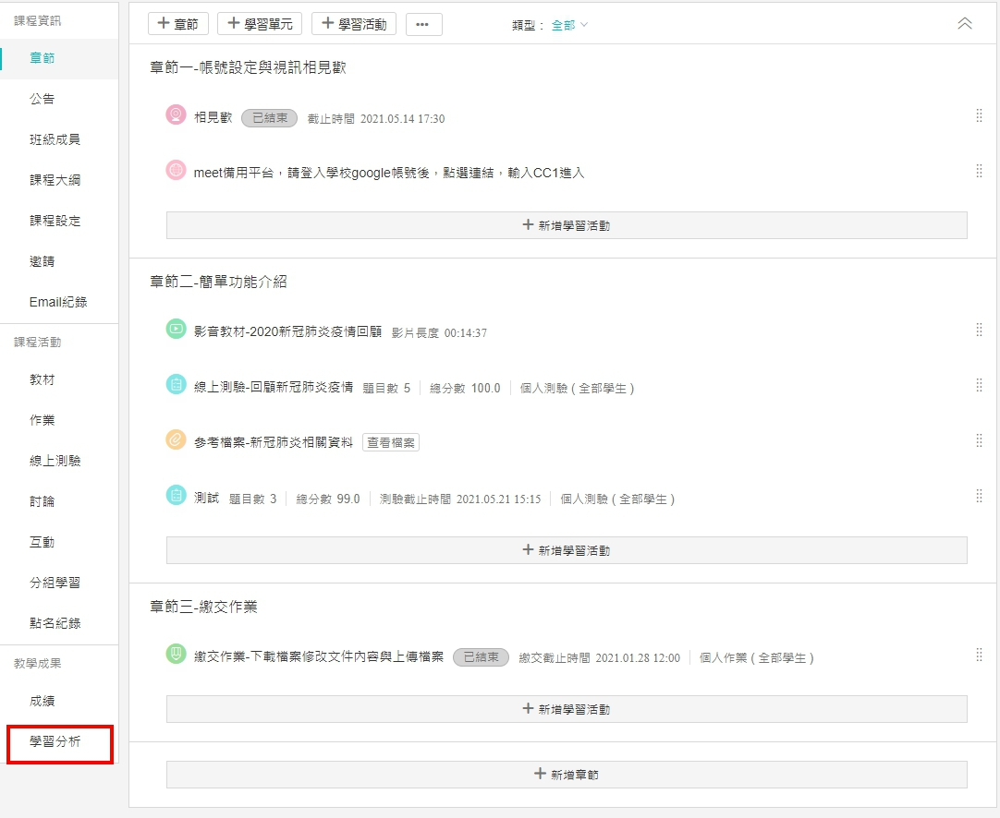 課程資訊
章節
公告
班級成員
課程大綱
課程設定
邀請
Email紀錄
課程活動
教材
作業
線上測驗
討論
互動
分組學習
點名紀錄
教學成果
成績
學習分析
+ 章節 + 學習單元 + 學習活動 ••• 類型： 全部
章節一-帳號設定與視訊相見歡
相見歡 已結束 截止時間 2021.05.14 17:30
meet備用平台，請登入學校google帳號後，點選連結，輸入CC1進入
+ 新增學習活動
章節二-簡單功能介紹
影音教材-2020新冠肺炎疫情回顧 影片長度 00:14:37
線上測驗-回顧新冠肺炎疫情 題目數 5 總分數 100.0 個人測驗 ( 全部學生 )
參考檔案-新冠肺炎相關資料 查看檔案
測試 題目數 3 總分數 99.0 測驗截止時間 2021.05.21 15:15 個人測驗 ( 全部學生 )
+ 新增學習活動
章節三-繳交作業
繳交作業-下載檔案修改文件內容與上傳檔案 已結束 繳交截止時間 2021.01.28 12:00 個人作業 ( 全部學生 )
+ 新增學習活動
+ 新增章節